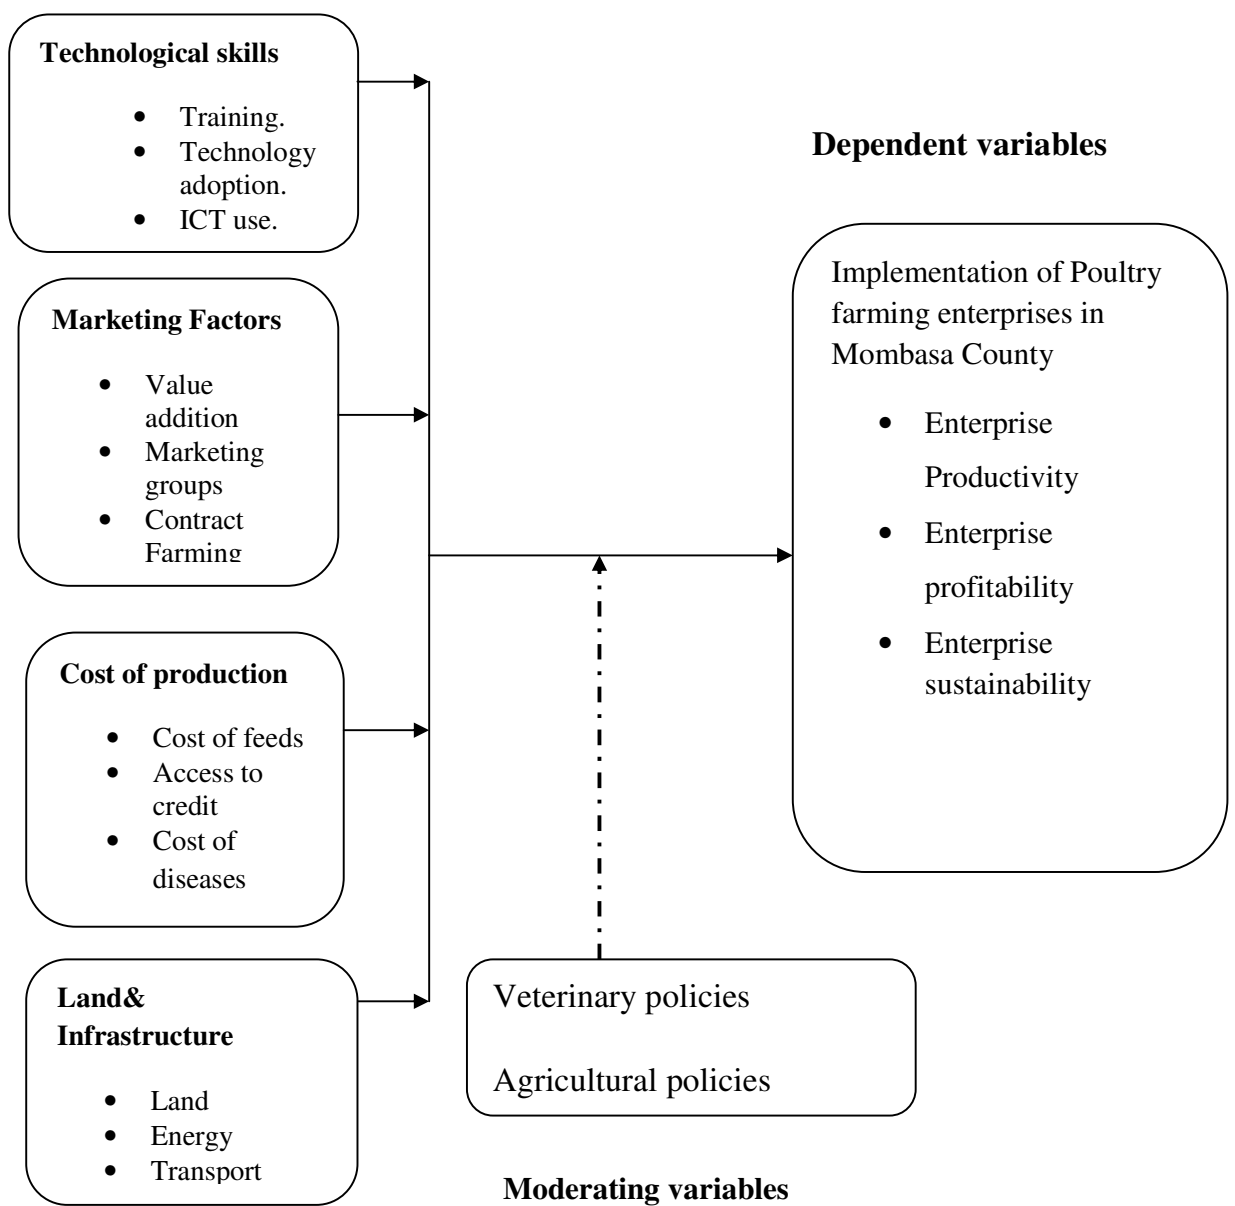 Technological skills
• Training.
• Technology
adoption.
• ICT use.
Marketing Factors
• Value
addition
• Marketing
groups
• Contract
Farming
Cost of production
• Cost of feeds
• Access to
credit
• Cost of
diseases
Land&
Infrastructure
• Land
• Energy
• Transport
Dependent variables
Implementation of Poultry
farming enterprises in
Mombasa County
• Enterprise
Productivity
• Enterprise
profitability
• Enterprise
sustainability
Veterinary policies
Agricultural policies
Moderating variables